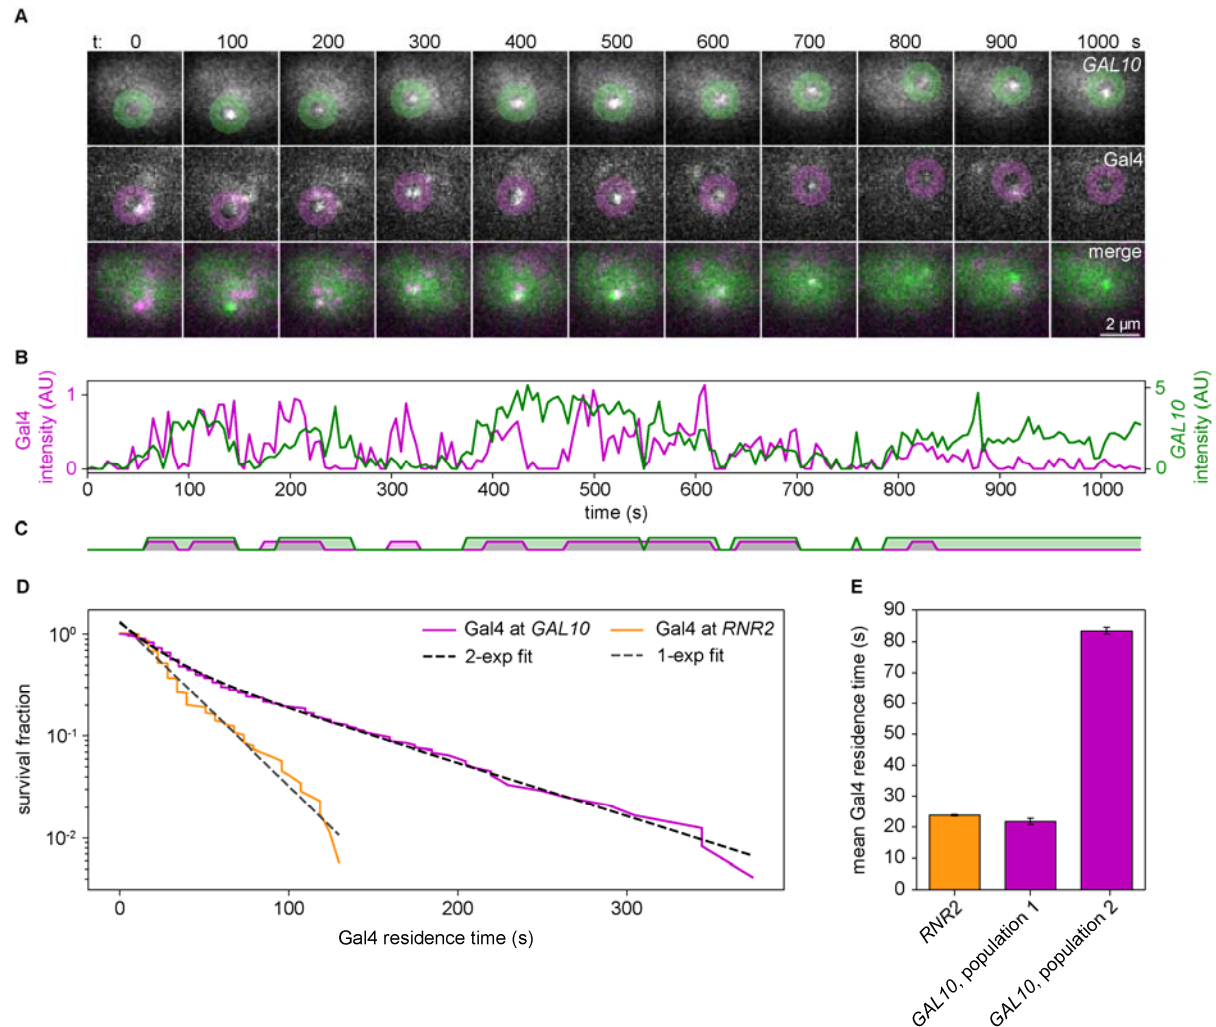 A
t: 0 100 200 300 400 500 600 700 800 900 1000 s
GAL10
Gal4
merge
2 µm
B
Gal4
intensity (AU)
1
0
5
0
GAL10
intensity (AU)
0 100 200 300 400 500 600 700 800 900 1000
time (s)
C
D
survival fraction
10⁰
10⁻¹
10⁻²
Gal4 at GAL10
Gal4 at RNR2
2-exp fit
1-exp fit
0 100 200 300
Gal4 residence time (s)
E
mean Gal4 residence time (s)
90
80
70
60
50
40
30
20
10
0
RNR2
GAL10, population 1
GAL10, population 2